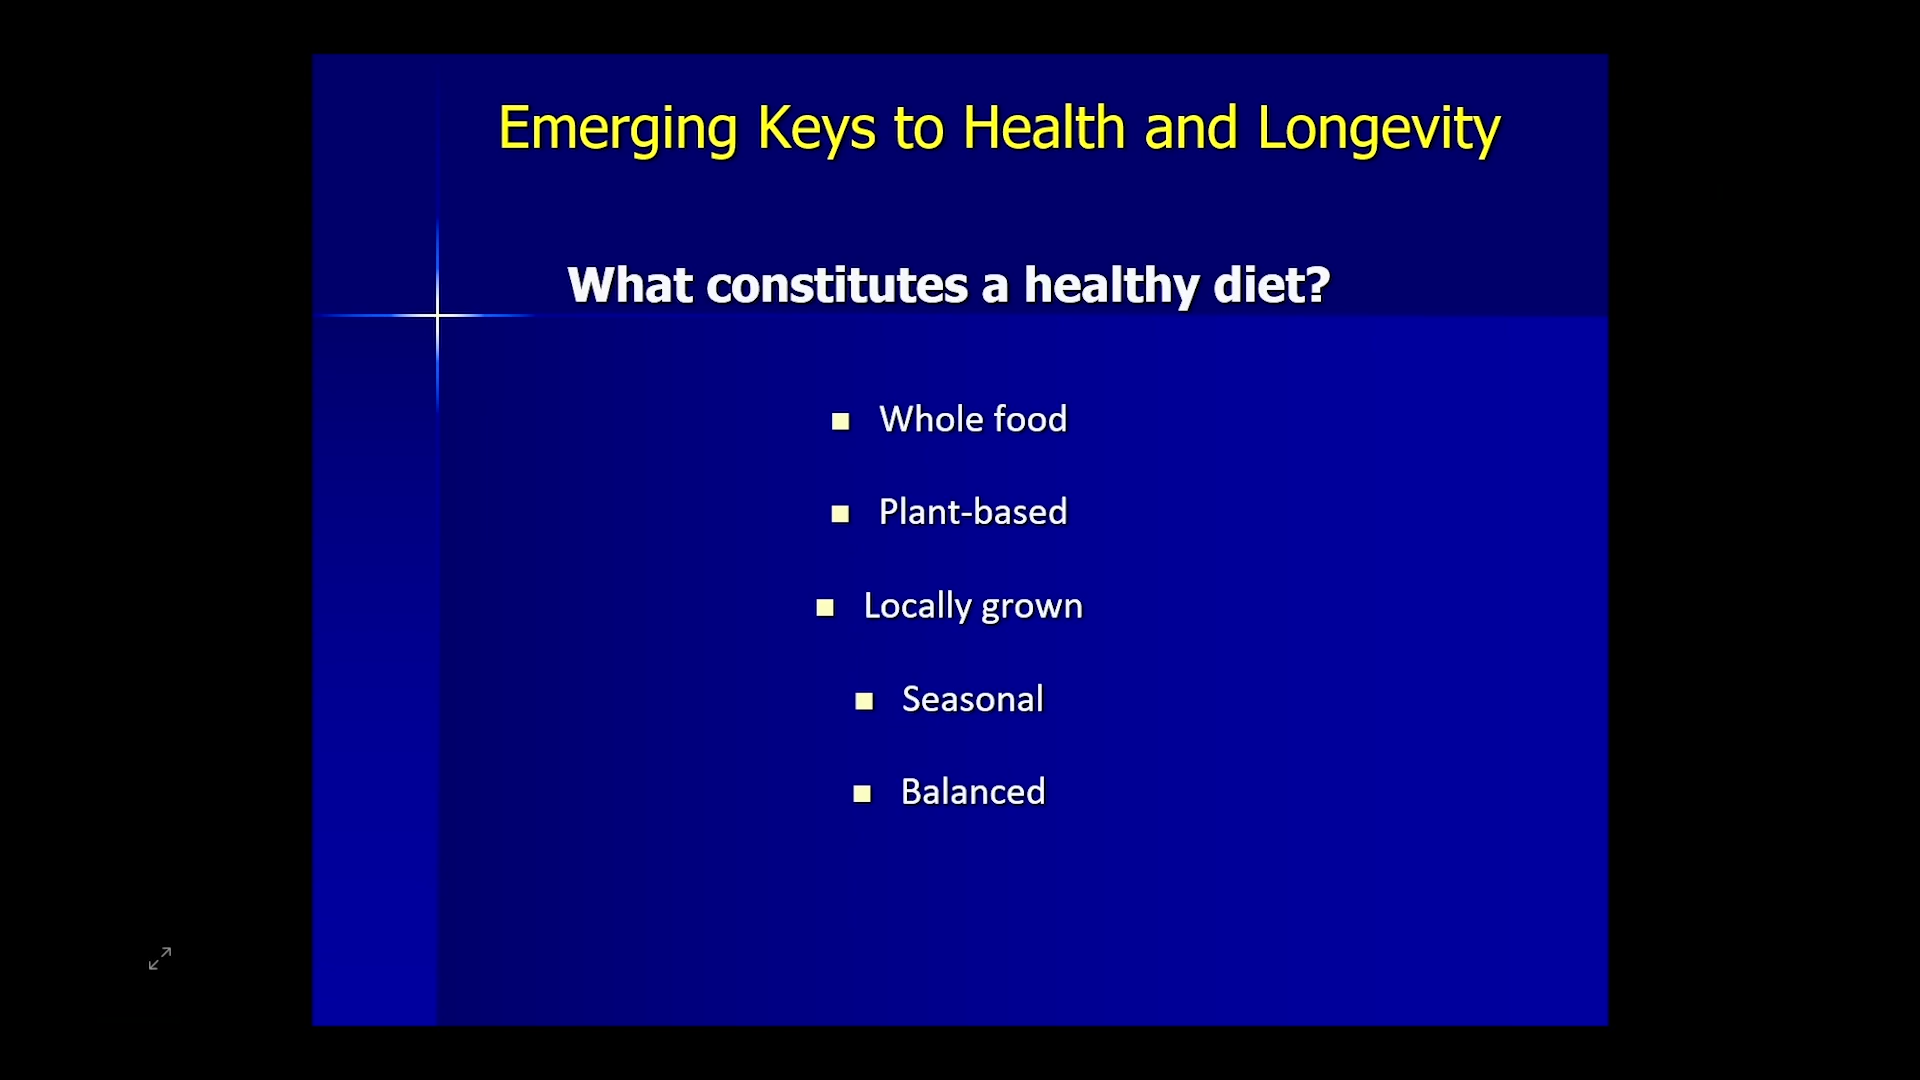 Emerging Keys to Health and Longevity
What constitutes a healthy diet?
Whole food
Plant-based
Locally grown
Seasonal
Balanced